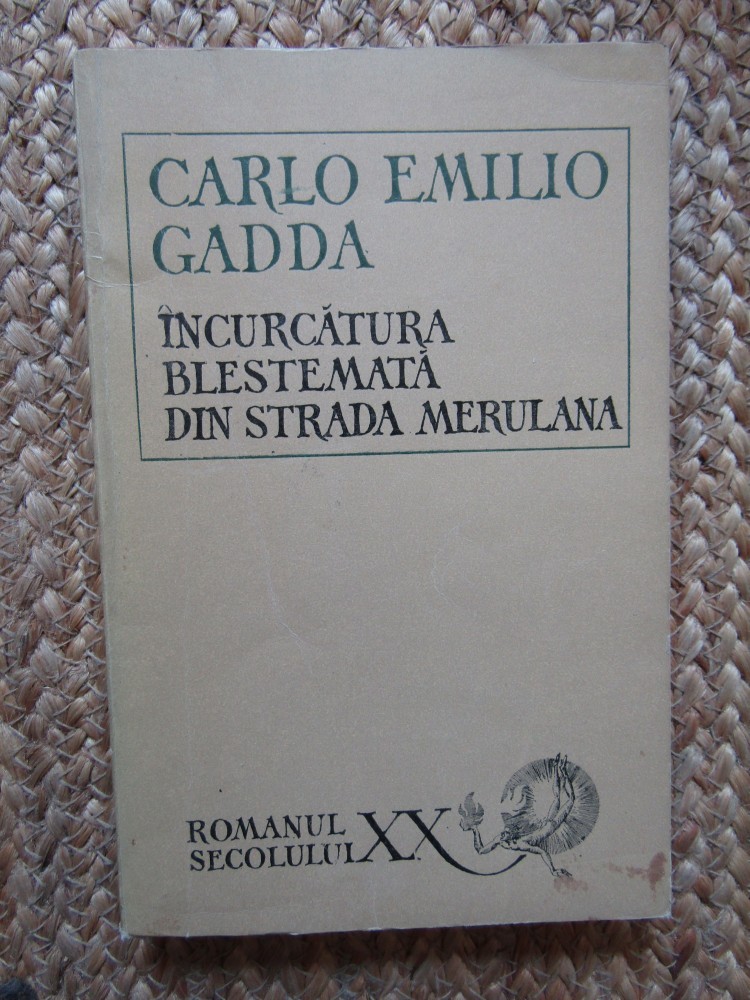 CARLO EMILIO
GADDA
ÎNCURCĂTURA
BLESTEMATĂ
DIN STRADA MERULANA
ROMANUL
SECOLULUI XX